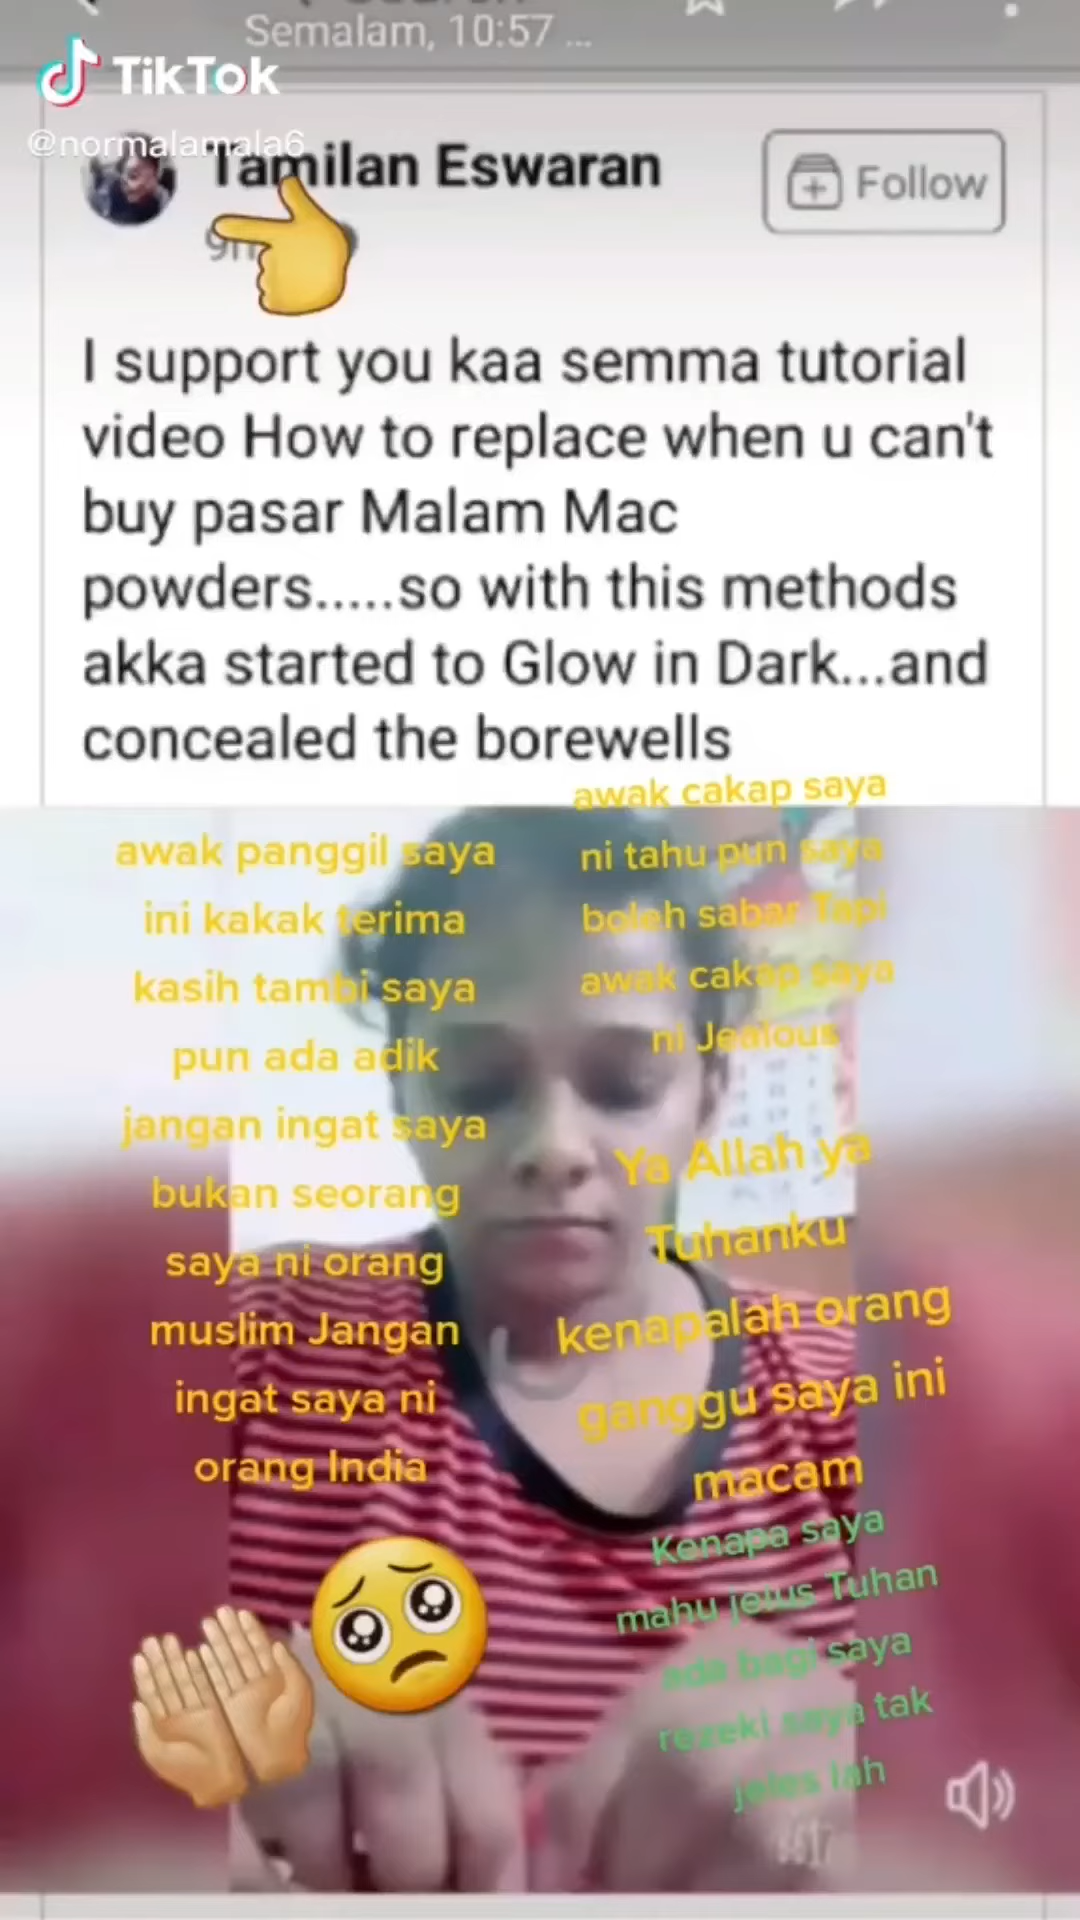 Semalam, 10:57 ...
TikTok
@normalamala6
Tamilan Eswaran
Follow
I support you kaa semma tutorial
video How to replace when u can't
buy pasar Malam Mac
powders.....so with this methods
akka started to Glow in Dark...and
concealed the borewells
awak panggil saya
ini kakak terima
kasih tambi saya
pun ada adik
jangan ingat saya
bukan seorang
saya ni orang
muslim Jangan
ingat saya ni
orang India
awak cakap saya
ni tahu pun saya
boleh sabar Tapi
awak cakap saya
ni Jealous
Ya Allah ya
Tuhanku
kenapalah orang
ganggu saya ini
macam
Kenapa saya
mahu jelus Tuhan
ada bagi saya
rezeki saya tak
jeles lah